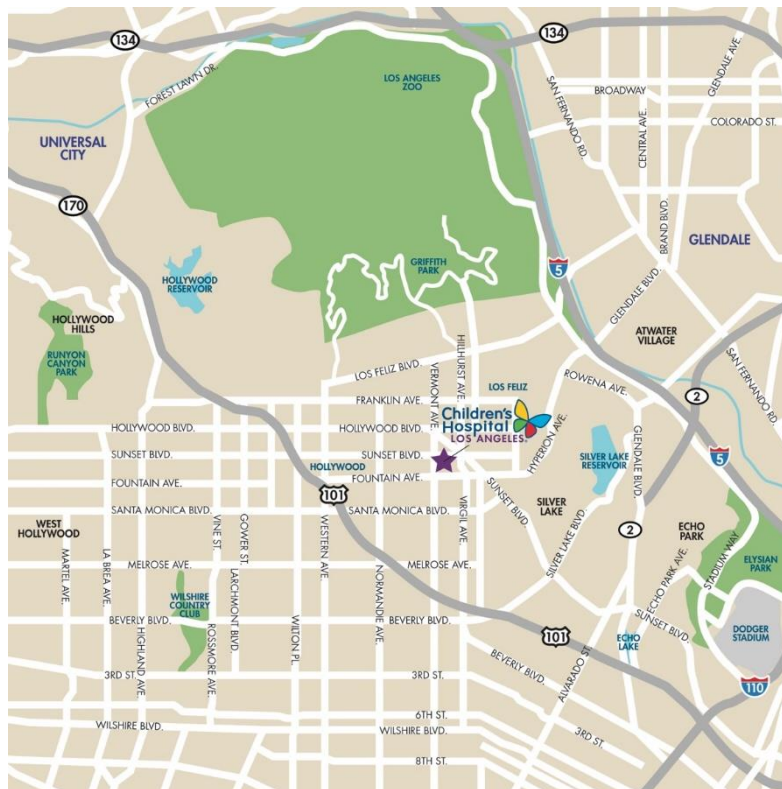 134
134
GLENDALE AVE.
FOREST LAWN DR.
LOS ANGELES
ZOO
SAN FERNANDO RD.
BROADWAY
CENTRAL AVE.
COLORADO ST.
UNIVERSAL
CITY
170
BRAND BLVD.
GLENDALE
GRIFFITH
PARK
5
HOLLYWOOD
RESERVOIR
GLENDALE BLVD.
HOLLYWOOD
HILLS
RUNYON
CANYON
PARK
ATWATER
VILLAGE
SAN FERNANDO RD.
LOS FELIZ BLVD.
VERMONT AVE.
HILLHURST AVE.
LOS FELIZ
ROWENA AVE.
2
FRANKLIN AVE.
Children's
Hospital
LOS ANGELES
HOLLYWOOD BLVD.
HOLLYWOOD BLVD.
HYPERION AVE.
GLENDALE BLVD.
SUNSET BLVD.
SUNSET BLVD.
SILVER LAKE
RESERVOIR
5
HOLLYWOOD
FOUNTAIN AVE.
FOUNTAIN AVE.
101
SUNSET BLVD.
SILVER
LAKE
SANTA MONICA BLVD.
SANTA MONICA BLVD.
VIRGIL AVE.
WEST
HOLLYWOOD
VINE ST.
GOWER ST.
WESTERN AVE.
2
ECHO
PARK
STADIUM WAY
ELYSIAN
PARK
MARTEL AVE.
LA BREA AVE.
MELROSE AVE.
MELROSE AVE.
SILVER LAKE BLVD.
ECHO PARK AVE.
LARCHMONT BLVD.
NORMANDIE AVE.
WILSHIRE
COUNTRY
CLUB
BEVERLY BLVD.
BEVERLY BLVD.
SUNSET BLVD.
DODGER
STADIUM
HIGHLAND AVE
ROSSMORE AVE.
WILTON PL.
101
ECHO
LAKE
BEVERLY BLVD.
ALVARADO ST.
3RD ST.
3RD ST.
110
6TH ST.
WILSHIRE BLVD.
WILSHIRE BLVD.
3RD ST.
8TH ST.